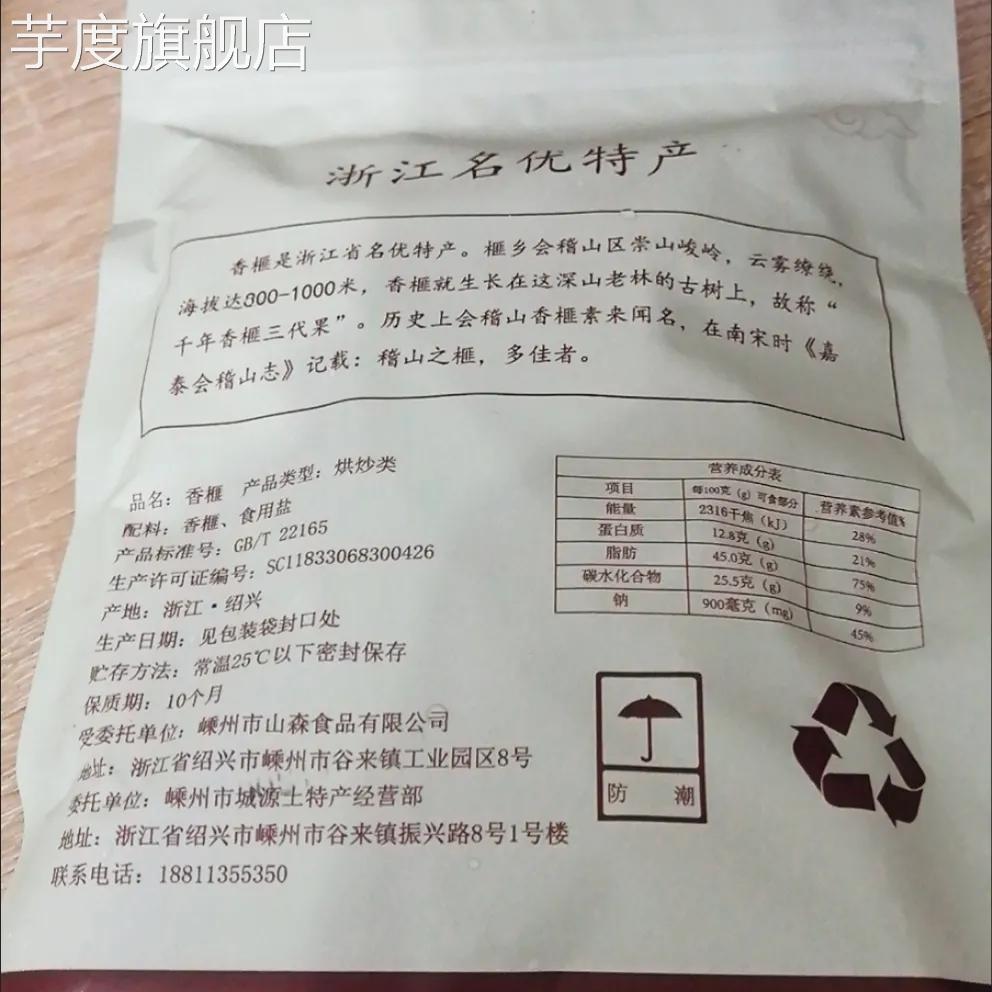 芋度旗舰店
浙江名优特产
香榧是浙江省名优特产。榧乡会稽山区崇山峻岭，云雾缭绕，
海拔达800-1000米，香榧就生长在这深山老林的古树上，故称“
千年香榧三代果”。历史上会稽山香榧素来闻名，在南宋时《嘉
泰会稽山志》记载：稽山之榧，多佳者。
品名：香榧 产品类型：烘炒类
配料：香榧、食用盐
产品标准号：GB/T 22165
生产许可证编号：SC11833068300426
产地：浙江·绍兴
生产日期：见包装袋封口处
贮存方法：常温25℃以下密封保存
保质期：10个月
受委托单位：嵊州市山森食品有限公司
地址：浙江省绍兴市嵊州市谷来镇工业园区8号
委托单位：嵊州市城源土特产经营部
地址：浙江省绍兴市嵊州市谷来镇振兴路8号1号楼
联系电话：18811355350
营养成分表
项目 每100克（g）可食部分 营养素参考值%
能量 2316千焦（kJ） 28%
蛋白质 12.8克（g） 21%
脂肪 45.0克（g） 75%
碳水化合物 25.5克（g） 9%
钠 900毫克（mg） 45%
防 潮